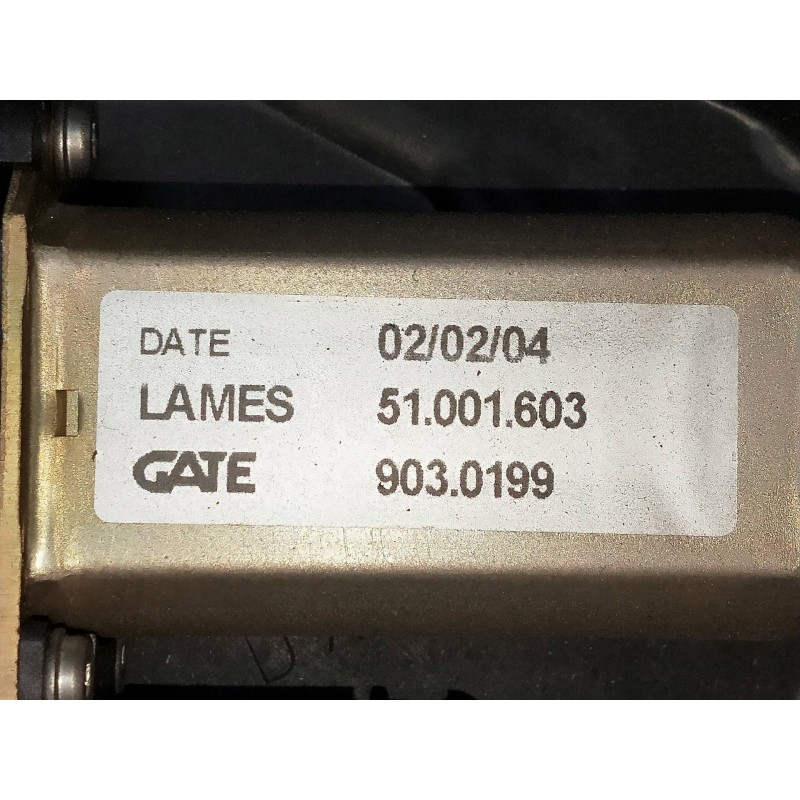 DATE 02/02/04
LAMES 51.001.603
GATE 903.0199